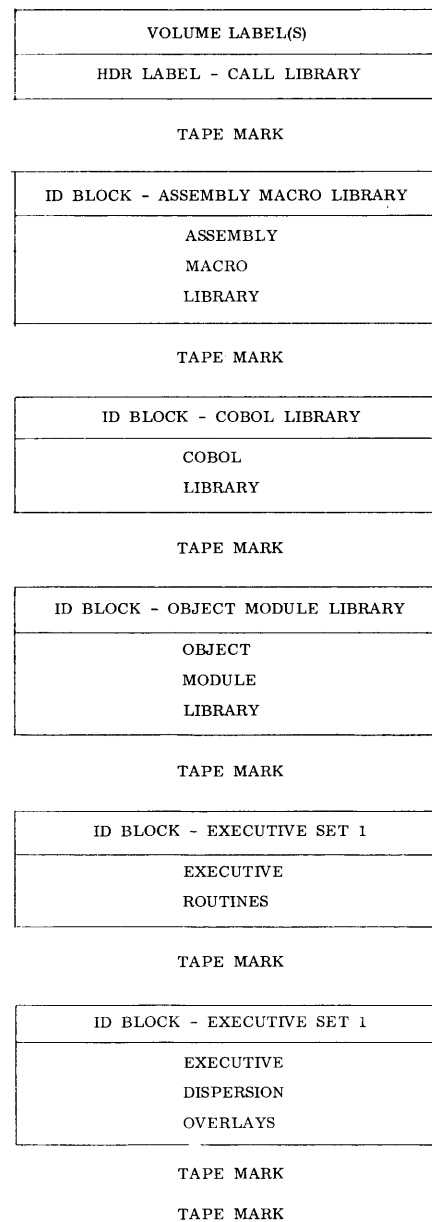 VOLUME LABEL(S)
HDR LABEL - CALL LIBRARY
TAPE MARK
ID BLOCK - ASSEMBLY MACRO LIBRARY
ASSEMBLY
MACRO
LIBRARY
TAPE MARK
ID BLOCK - COBOL LIBRARY
COBOL
LIBRARY
TAPE MARK
ID BLOCK - OBJECT MODULE LIBRARY
OBJECT
MODULE
LIBRARY
TAPE MARK
ID BLOCK - EXECUTIVE SET 1
EXECUTIVE
ROUTINES
TAPE MARK
ID BLOCK - EXECUTIVE SET 1
EXECUTIVE
DISPERSION
OVERLAYS
TAPE MARK
TAPE MARK